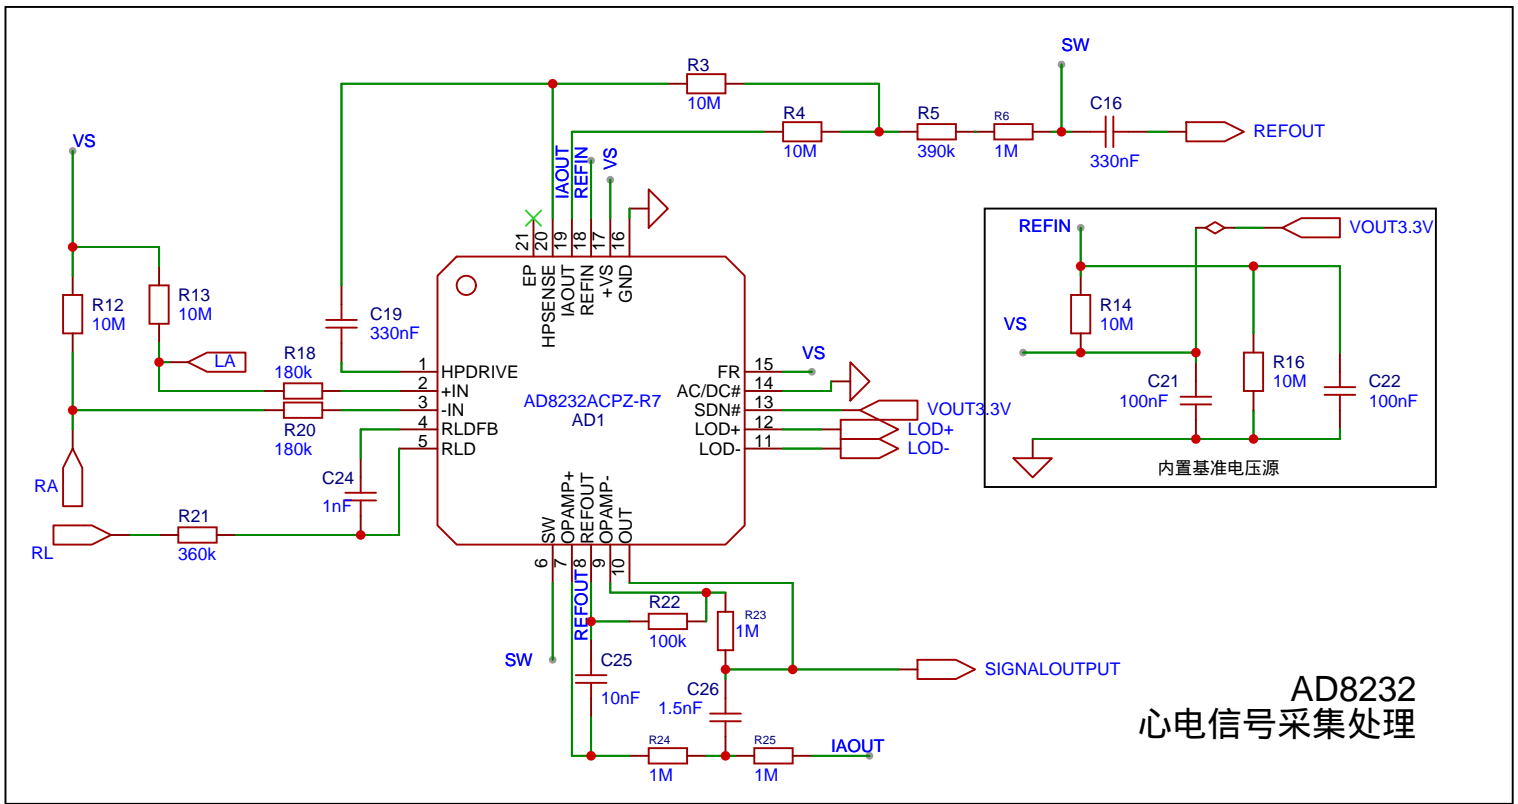 SW
R3
10M
R4
10M
R5
390k
R6
1M
C16
330nF
REFOUT
VS
IAOUT
REFIN
VS
21
20
19
18
17
16
EP
HPSENSE
IAOUT
REFIN
+VS
GND
REFIN
VOUT3.3V
R14
10M
VS
R16
10M
C21
100nF
C22
100nF
内置基准电压源
R12
10M
R13
10M
C19
330nF
LA
R18
180k
R20
180k
1 HPDRIVE
2 +IN
3 -IN
4 RLDFB
5 RLD
AD8232ACPZ-R7
AD1
FR 15 VS
AC/DC# 14
SDN# 13 VOUT3.3V
LOD+ 12 LOD+
LOD- 11 LOD-
RA
C24
1nF
RL
R21
360k
SW
OPAMP+
REFOUT
OPAMP-
OUT
6
7
8
9
10
REFOUT
R22
100k
R23
1M
SW
C25
10nF
C26
1.5nF
SIGNALOUTPUT
R24
1M
R25
1M
IAOUT
AD8232
心电信号采集处理